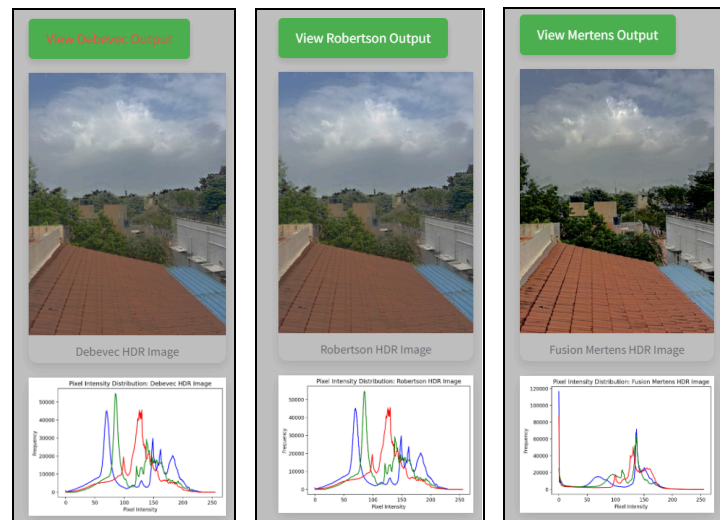 View Debevec Output
Debevec HDR Image
Pixel Intensity Distribution: Debevec HDR Image
Frequency
50000
40000
30000
20000
10000
0
0 50 100 150 200 250
Pixel Intensity
View Robertson Output
Robertson HDR Image
Pixel Intensity Distribution: Robertson HDR Image
Frequency
50000
40000
30000
20000
10000
0
0 50 100 150 200 250
Pixel Intensity
View Mertens Output
Fusion Mertens HDR Image
Pixel Intensity Distribution: Fusion Mertens HDR Image
Frequency
120000
100000
80000
60000
40000
20000
0
0 50 100 150 200 250
Pixel Intensity